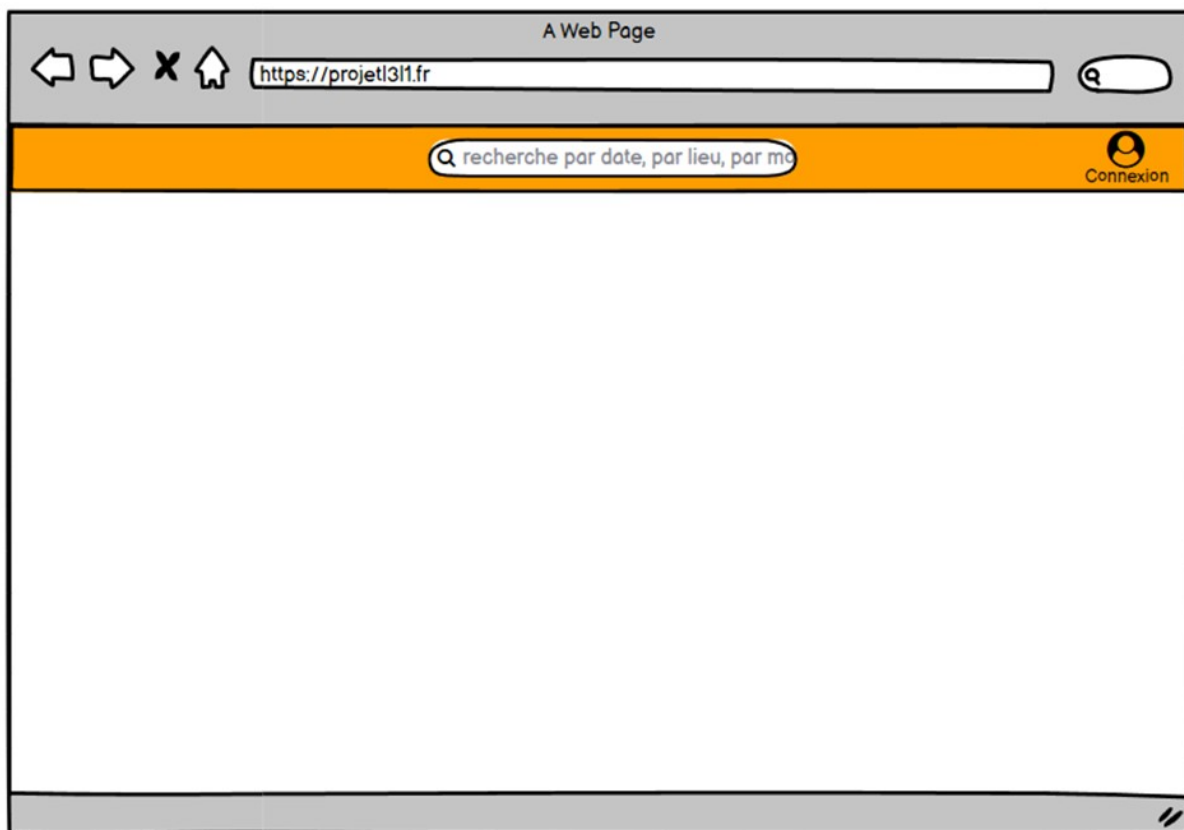 A Web Page
https://projetl3l1.fr
recherche par date, par lieu, par
Connexion